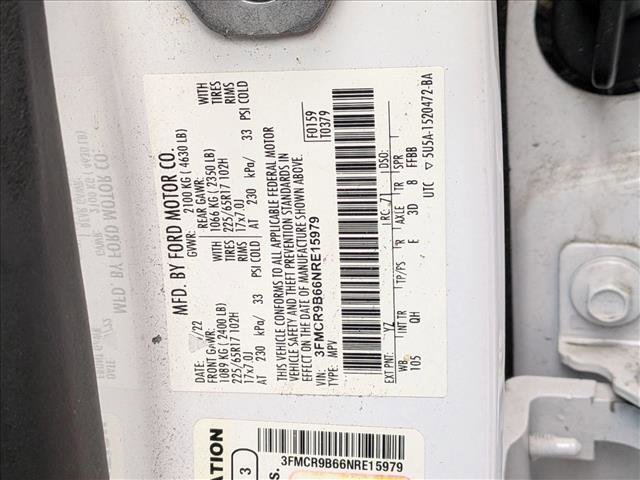 MFD. BY FORD MOTOR CO.
DATE: /22 GVWR: 2100 KG ( 4630 LB)
FRONT GAWR: REAR GAWR:
1089 KG ( 2400 LB) 1066 KG ( 2350 LB) WITH
225/65R17 102H TIRES 225/65R17 102H TIRES
17x7.0J RIMS 17x7.0J RIMS
AT 230 kPa/ 33 PSI COLD AT 230 kPa/ 33 PSI COLD
THIS VEHICLE CONFORMS TO ALL APPLICABLE FEDERAL MOTOR
VEHICLE SAFETY AND THEFT PREVENTION STANDARDS IN
EFFECT ON THE DATE OF MANUFACTURE SHOWN ABOVE.
VIN: 3FMCR9B66NRE15979 F0159
TYPE: MPV T0379
EXT PNT: YZ RC: 71 DSO:
WB INT TR TP/PS R AXLE TR SPR
105 QH E 3D 8 FFBB
UTC ▽ 5U5A-1520472-BA
ATION
3
S.
3FMCR9B66NRE15979